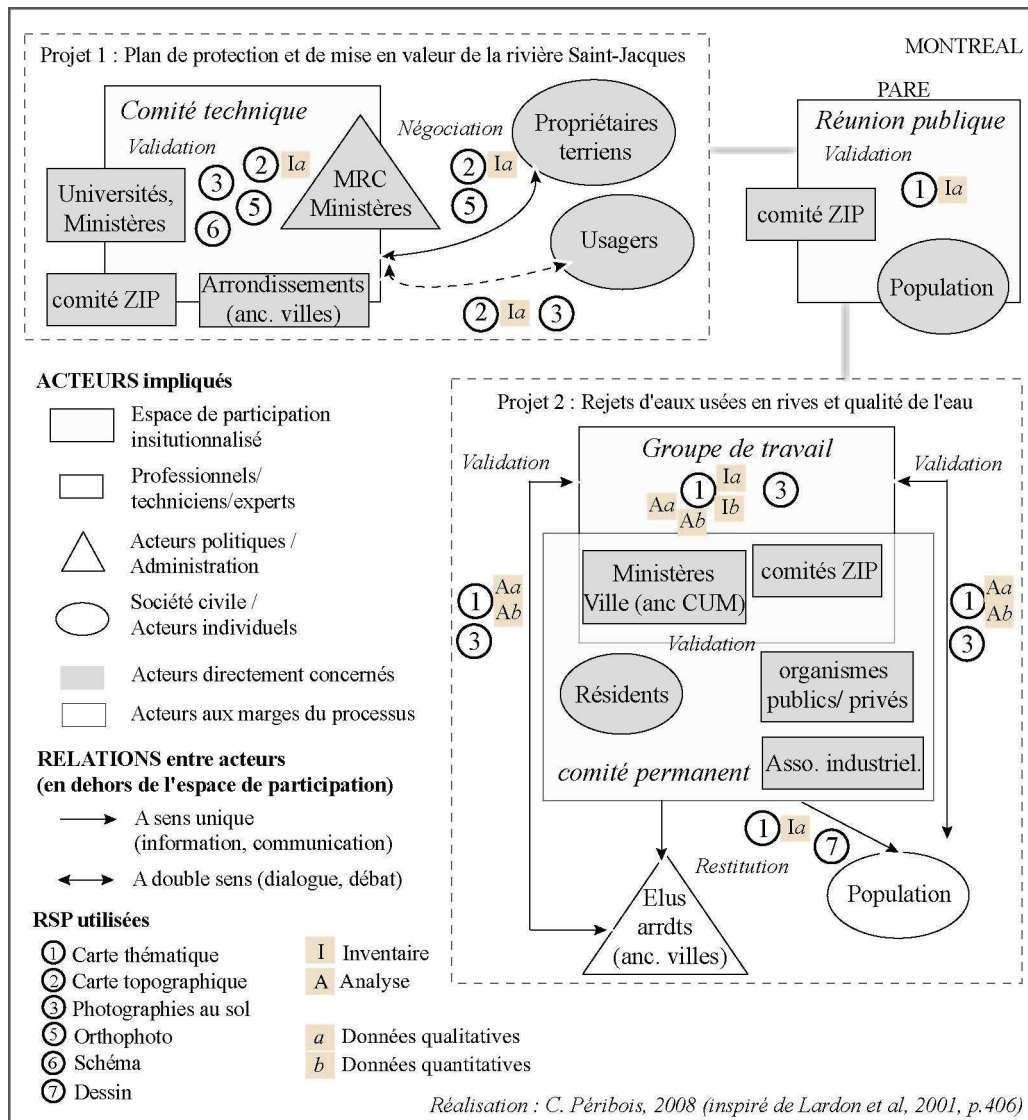 Projet 1 : Plan de protection et de mise en valeur de la rivière Saint-Jacques
MONTREAL
Comité technique
Validation
2
Ia
3
5
6
Universités,
Ministères
MRC
Ministères
comité ZIP
Arrondissements
(anc. villes)
Négociation
2
Ia
5
Propriétaires
terriens
Usagers
2
Ia
3
PARE
Réunion publique
Validation
1
Ia
comité ZIP
Population
ACTEURS impliqués
Espace de participation
insitutionnalisé
Professionnels/
techniciens/experts
Acteurs politiques /
Administration
Société civile /
Acteurs individuels
Acteurs directement concernés
Acteurs aux marges du processus
RELATIONS entre acteurs
(en dehors de l'espace de participation)
A sens unique
(information, communication)
A double sens (dialogue, débat)
RSP utilisées
1 Carte thématique
2 Carte topographique
3 Photographies au sol
5 Orthophoto
6 Schéma
7 Dessin
I Inventaire
A Analyse
a Données qualitatives
b Données quantitatives
Projet 2 : Rejets d'eaux usées en rives et qualité de l'eau
Validation
Groupe de travail
Validation
Ia
1
3
Aa
Ib
Ab
Ministères
Ville (anc CUM)
comités ZIP
1
Aa
Ab
3
1
Aa
Ab
3
Validation
Résidents
organismes
publics/ privés
comité permanent
Asso. industriel.
1
Ia
7
Restitution
Elus
arrdts
(anc. villes)
Population
Réalisation : C. Péribois, 2008 (inspiré de Lardon et al, 2001, p.406)